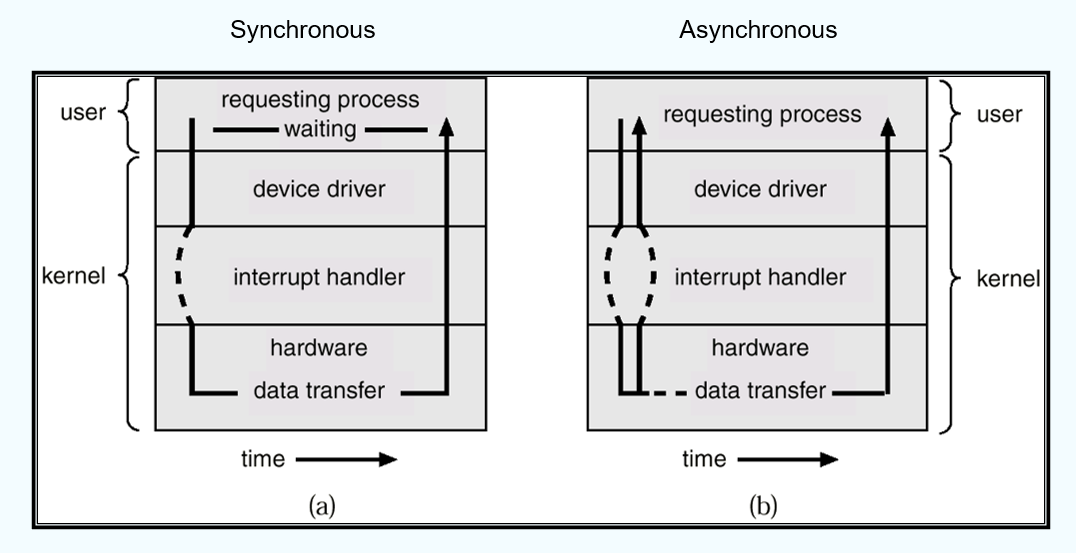 Synchronous
Asynchronous
user
requesting process
waiting
device driver
kernel
interrupt handler
hardware
data transfer
time
(a)
requesting process
user
device driver
interrupt handler
kernel
hardware
data transfer
time
(b)